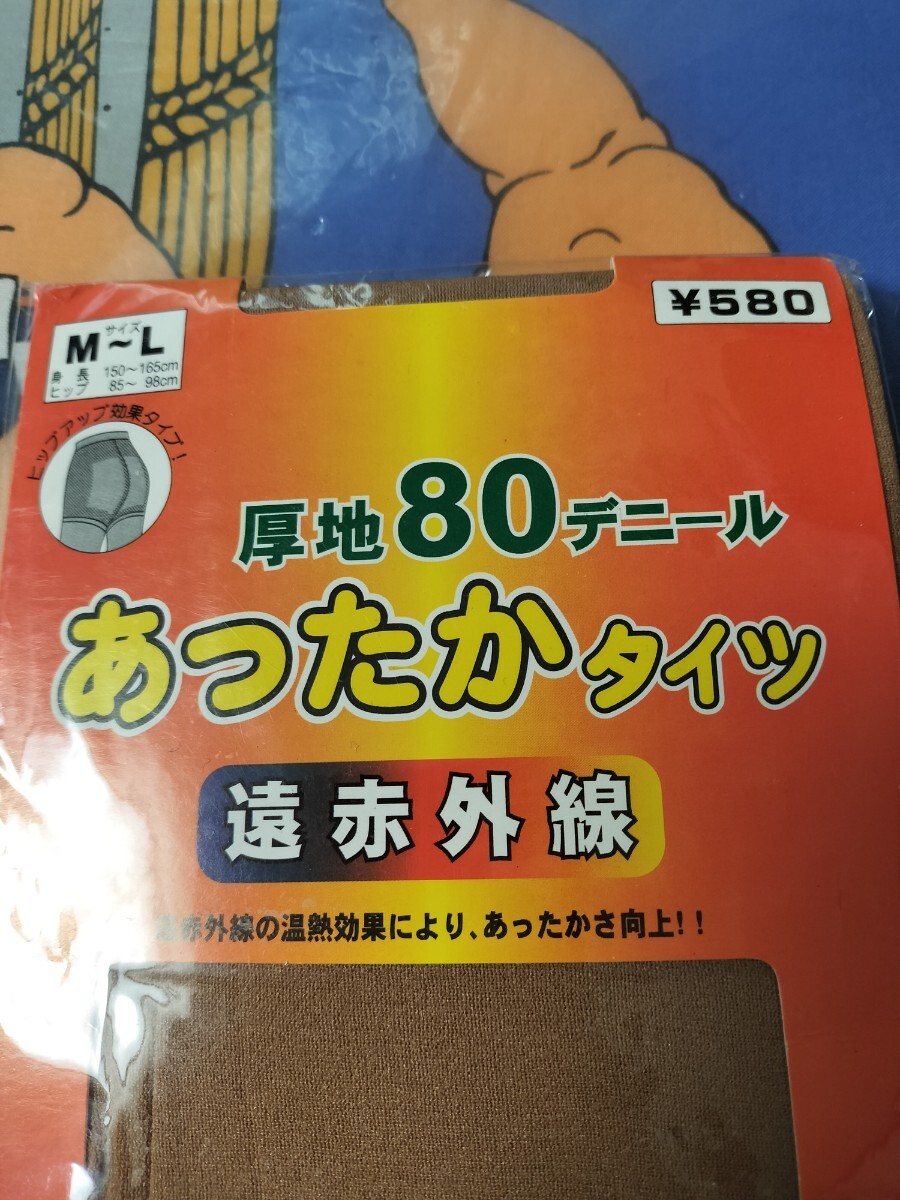 ¥580
サイズ
M～L
身長 150～165cm
ヒップ 85～98cm
ヒップアップ効果タイプ!
厚地80デニール
あったかタイツ
遠赤外線
遠赤外線の温熱効果により、あったかさ向上!!